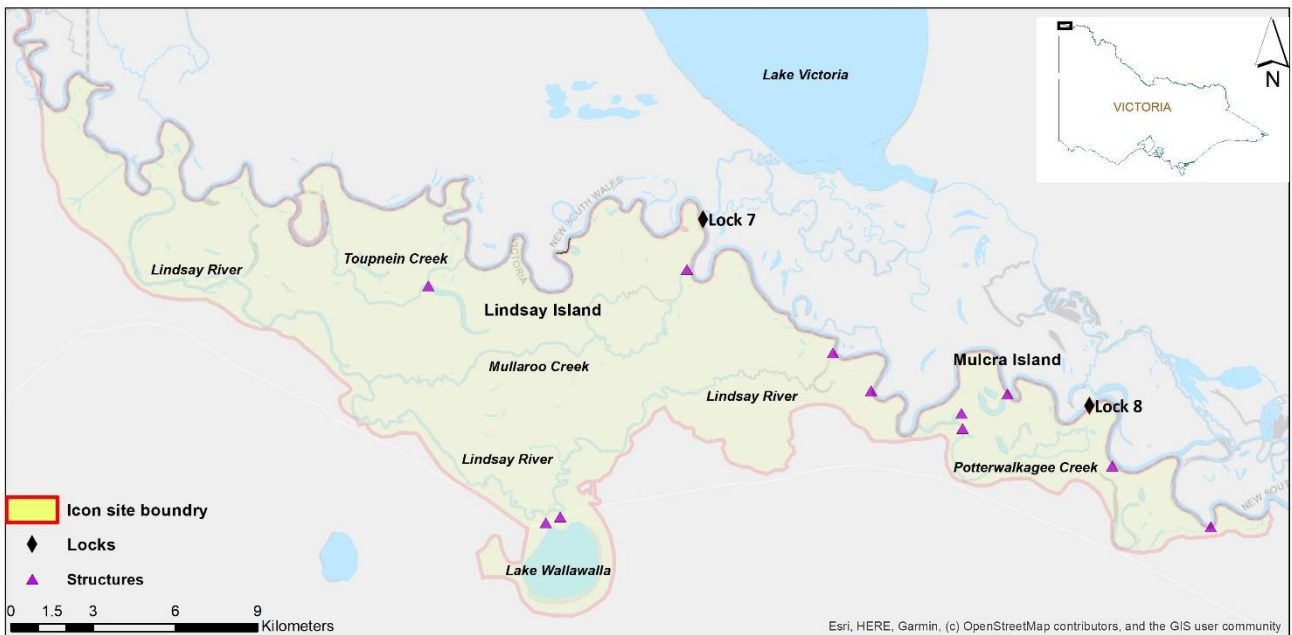 Lake Victoria
N
VICTORIA
NEW SOUTH WALES
VICTORIA
Lock 7
Lindsay River
Toupnein Creek
Lindsay Island
Mullaroo Creek
Mulcra Island
Lindsay River
Lock 8
Lindsay River
Potterwalkagee Creek
NEW SOUT
Lake Wallawalla
Icon site boundry
Locks
Structures
0 1.5 3 6 9
Kilometers
Esri, HERE, Garmin, (c) OpenStreetMap contributors, and the GIS user community